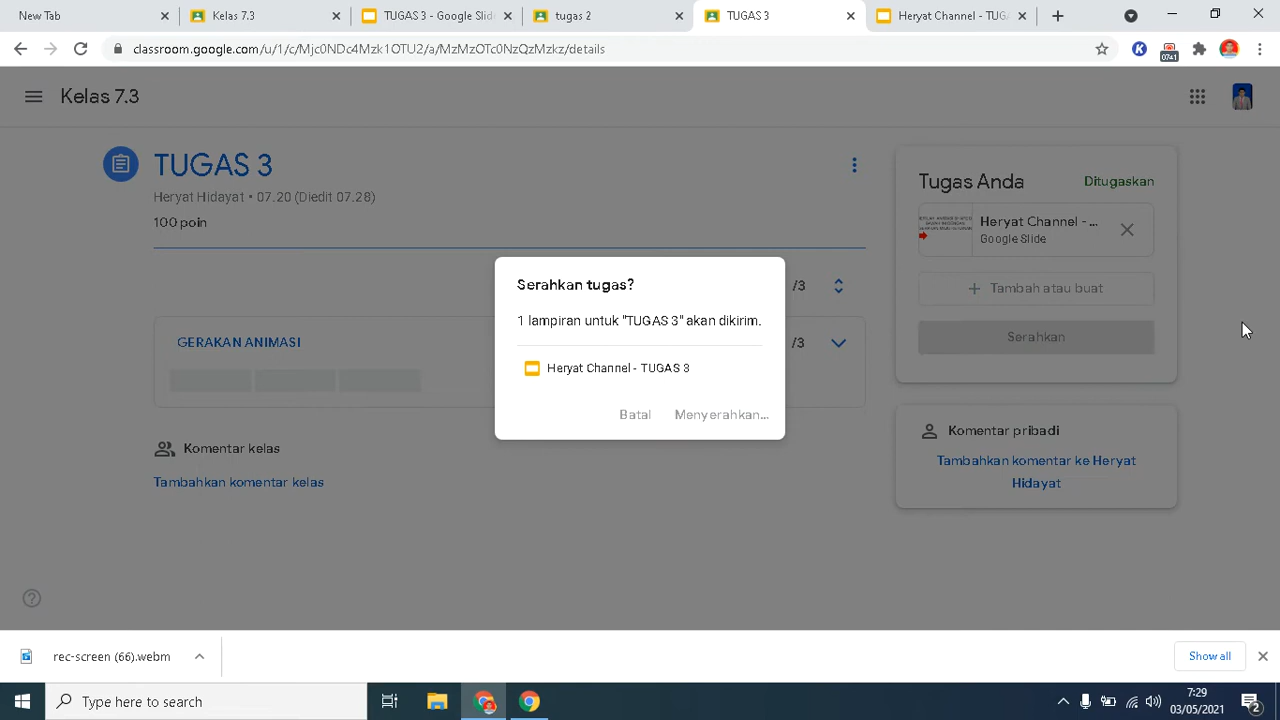 New Tab
Kelas 7.3
TUGAS 3 - Google Slid
tugas 2
TUGAS 3
Heryat Channel - TUG
classroom.google.com/u/1/c/Mjc0NDc4Mzk1OTU2/a/MzMzOTc0NzQzMzkz/details
K
0741
Kelas 7.3
TUGAS 3
Heryat Hidayat • 07.20 (Diedit 07.28)
100 poin
/3
GERAKAN ANIMASI
/3
Komentar kelas
Tambahkan komentar kelas
Serahkan tugas?
1 lampiran untuk "TUGAS 3" akan dikirim.
Heryat Channel - TUGAS 3
Batal Menyerahkan...
Tugas Anda
Ditugaskan
Heryat Channel - ...
Google Slide
Tambah atau buat
Serahkan
Komentar pribadi
Tambahkan komentar ke Heryat
Hidayat
rec-screen (66).webm
Show all
Type here to search
7:29
03/05/2021
2